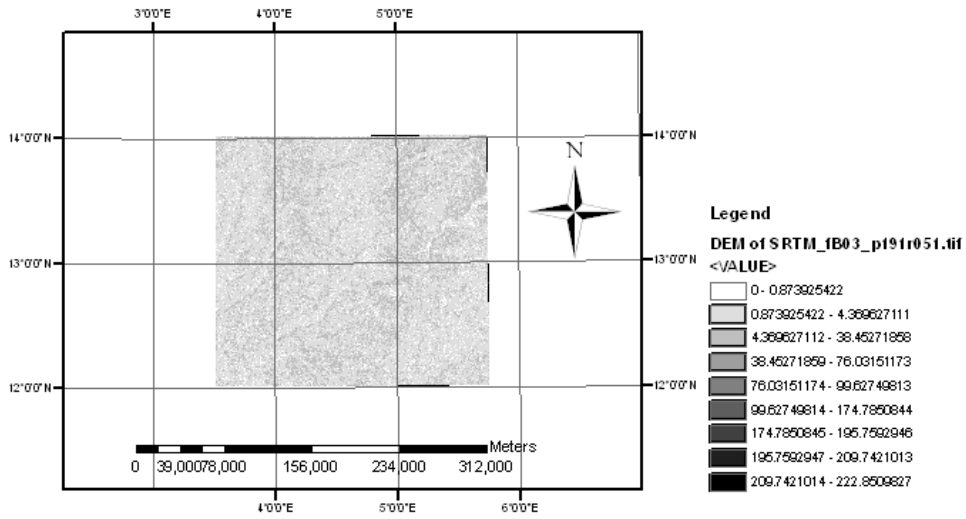 3°0'0"E 4°0'0"E 5°0'0"E
14°0'0"N 14°0'0"N
N
13°0'0"N 13°0'0"N
12°0'0"N 12°0'0"N
Meters
0 39,00078,000 156,000 234,000 312,000
4°0'0"E 5°0'0"E 6°0'0"E
Legend
DEM of SRTM_fB03_p191r051.tif
<VALUE>
0 - 0.873925422
0.873925422 - 4.369627111
4.369627112 - 38.45271858
38.45271859 - 76.03151173
76.03151174 - 99.62749813
99.62749814 - 174.7850844
174.7850845 - 195.7592946
195.7592947 - 209.7421013
209.7421014 - 222.8509827